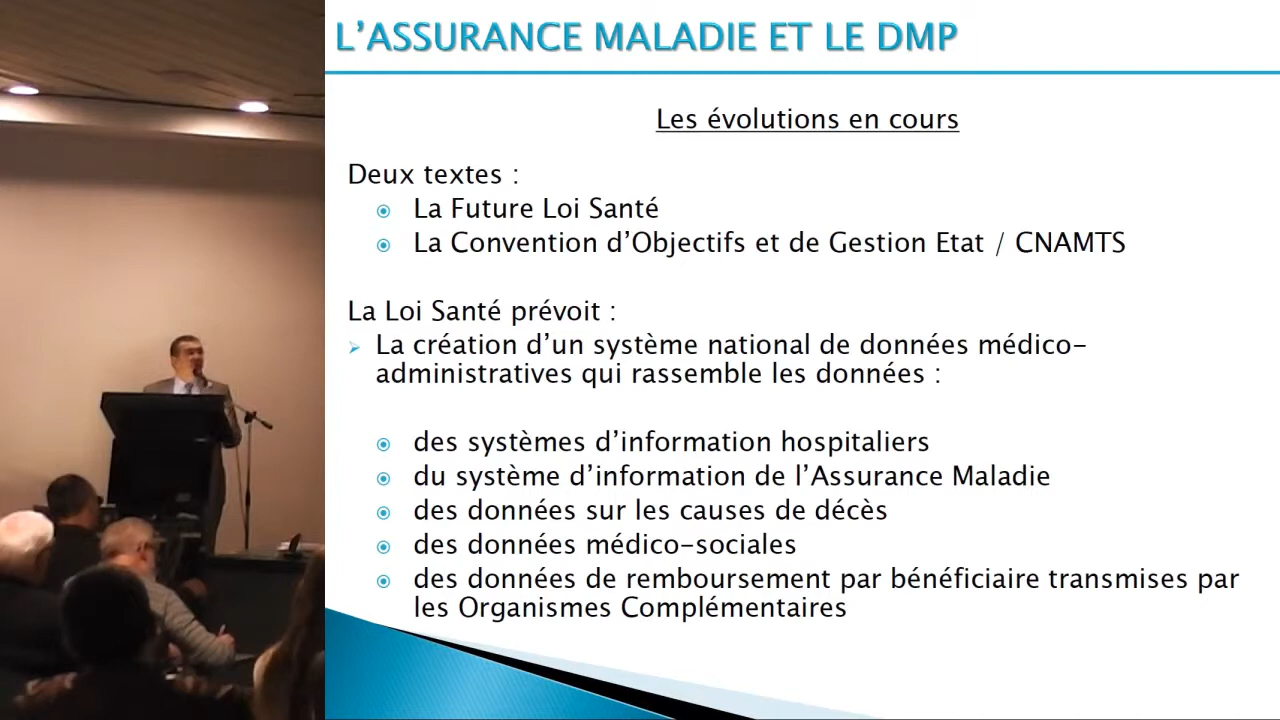 L'ASSURANCE MALADIE ET LE DMP
Les évolutions en cours
Deux textes :
La Future Loi Santé
La Convention d'Objectifs et de Gestion Etat / CNAMTS
La Loi Santé prévoit :
La création d'un système national de données médico-
administratives qui rassemble les données :
des systèmes d'information hospitaliers
du système d'information de l'Assurance Maladie
des données sur les causes de décès
des données médico-sociales
des données de remboursement par bénéficiaire transmises par
les Organismes Complémentaires